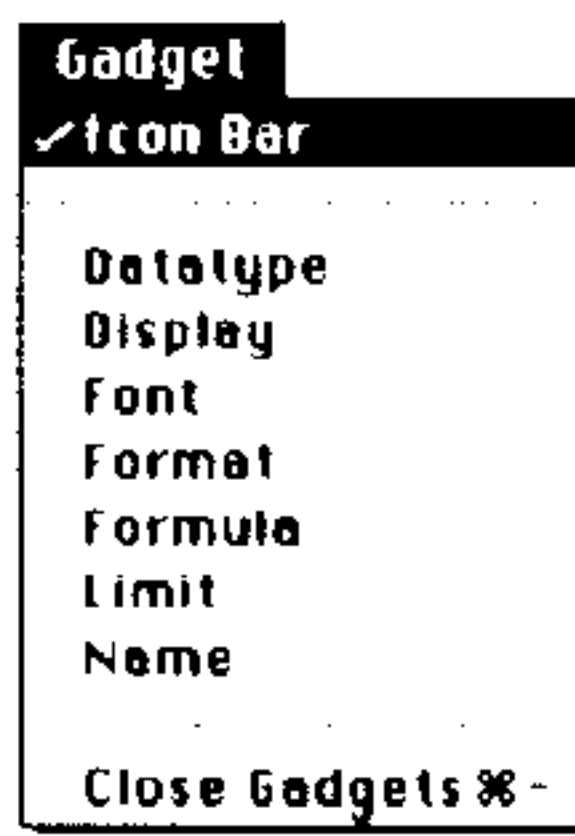 Gadget
✓Icon Bar
Datatype
Display
Font
Format
Formula
Limit
Name
Close Gadgets ⌘-